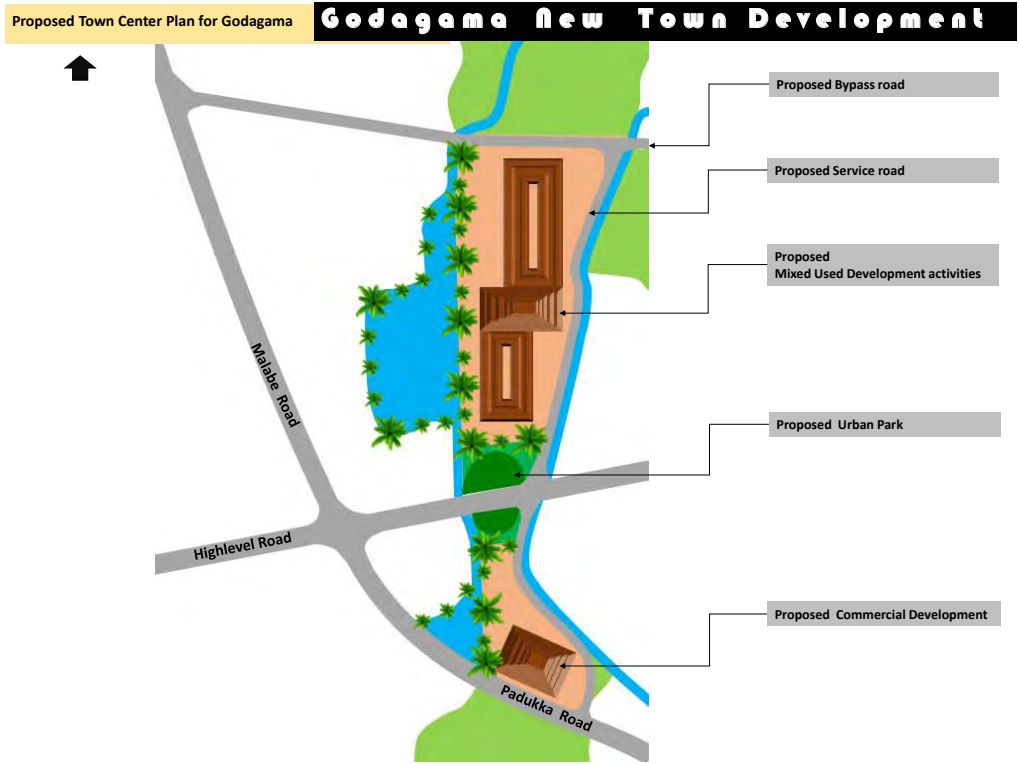 Proposed Town Center Plan for Godagama
Godagama New Town Development
Proposed Bypass road
Proposed Service road
Proposed
Mixed Used Development activities
Malabe Road
Proposed Urban Park
Highlevel Road
Proposed Commercial Development
Padukka Road